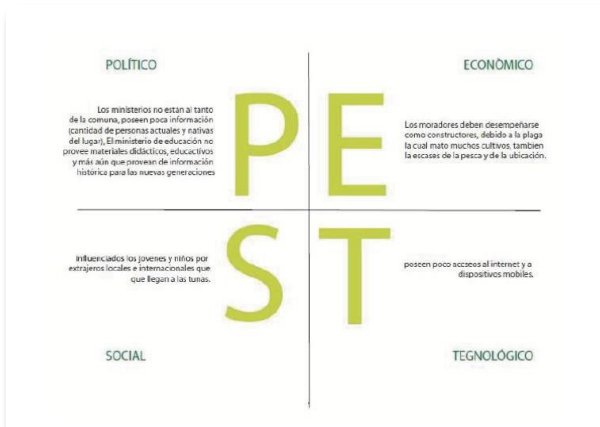 POLÍTICO
Los ministerios no están al tanto
de la comuna, poseen poca información
(cantidad de personas actuales y nativas
del lugar), El ministerio de educación no
provee materiales didácticos, educactivos
y más aún que provean de información
histórica para las nuevas generaciones
ECONÒMICO
Los moradores deben desempeñarse
como constructores, debido a la plaga
la cual mato muchos cultivos, tambien
la escases de la pesca y de la ubicación.
P E
S T
Influenciados los jovenes y niños por
extrajeros locales e internacionales que
que llegan a las tunas.
SOCIAL
poseen poco accseos al internet y a
dispositivos mobiles.
TEGNOLÓGICO